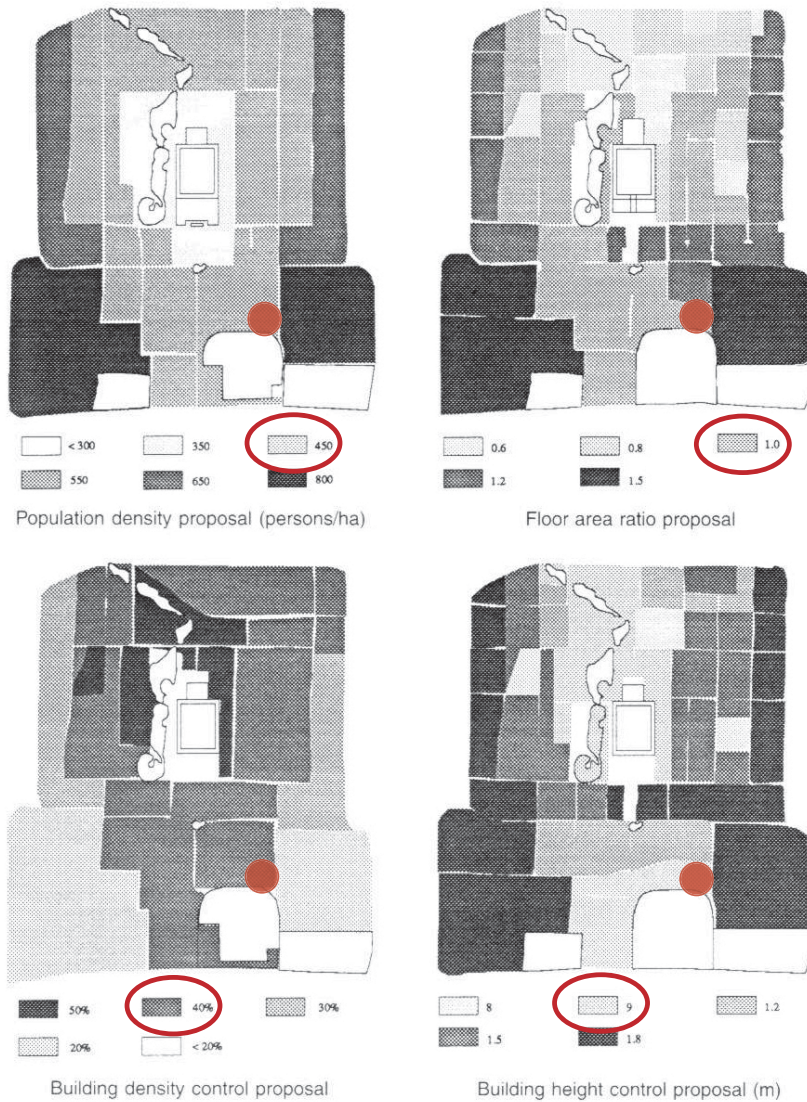 < 300 350 450
550 650 800
Population density proposal (persons/ha)
0.6 0.8 1.0
1.2 1.5
Floor area ratio proposal
50% 40% 30%
20% < 20%
Building density control proposal
8 9 1.2
1.5 1.8
Building height control proposal (m)